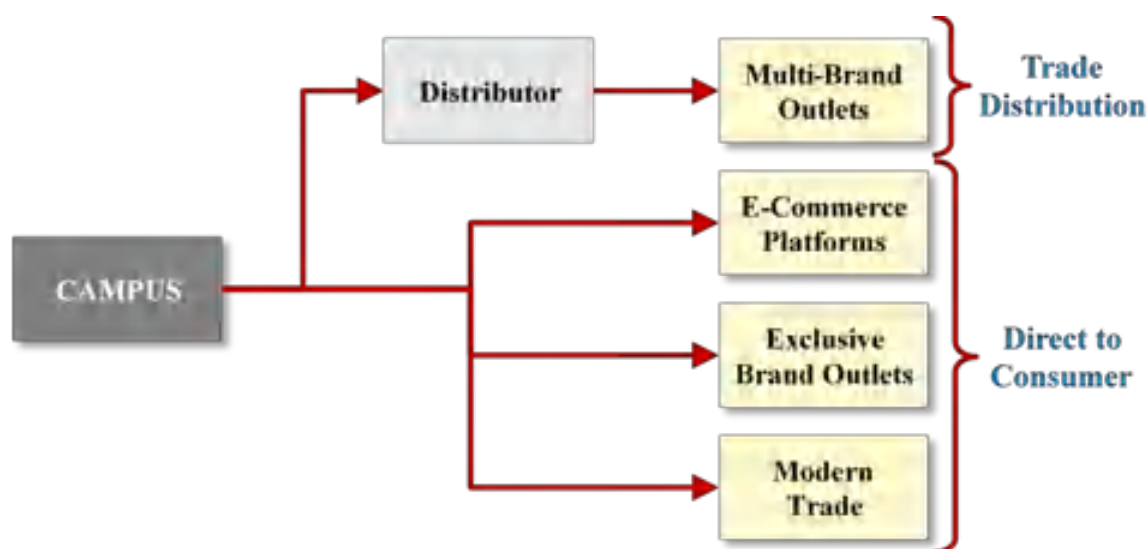 CAMPUS
Distributor
Multi-Brand
Outlets
Trade
Distribution
E-Commerce
Platforms
Exclusive
Brand Outlets
Modern
Trade
Direct to
Consumer